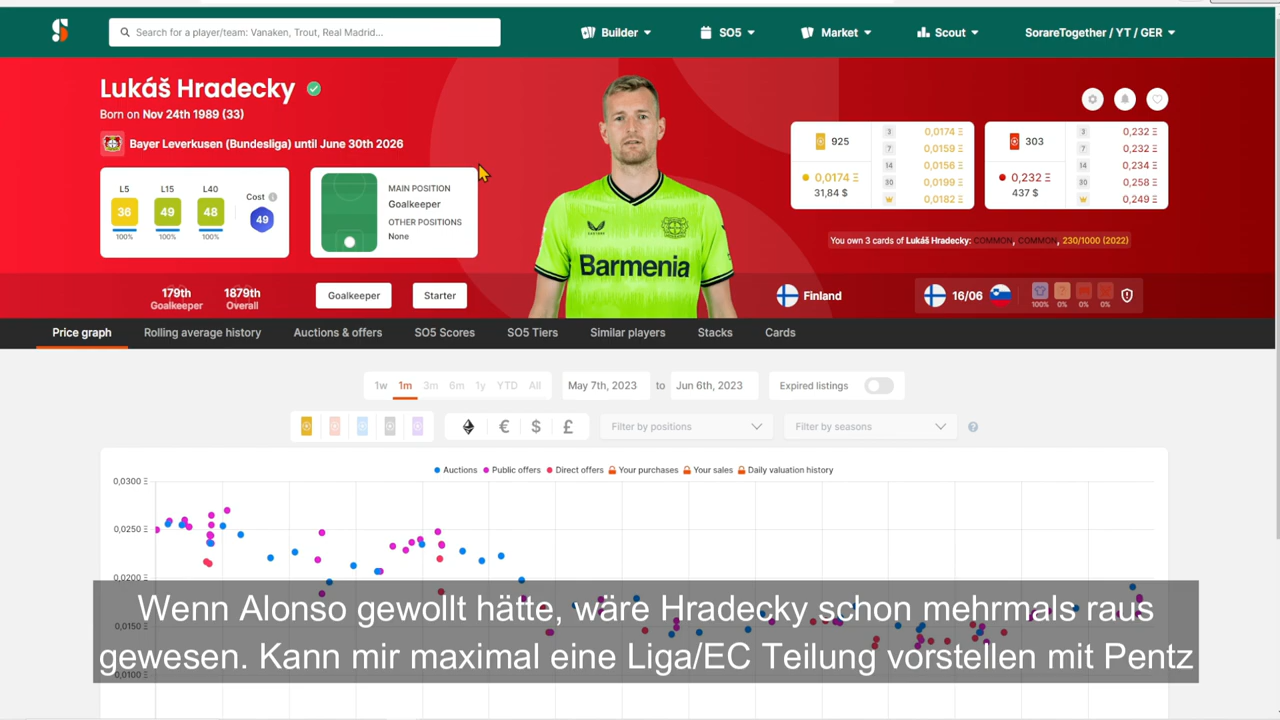 Search for a player/team: Vanaken, Trout, Real Madrid...
Builder
SO5
Market
Scout
SorareTogether / YT / GER
Lukáš Hradecky
Born on Nov 24th 1989 (33)
Bayer Leverkusen (Bundesliga) until June 30th 2026
L5 L15 L40 Cost
36 49 48 49
100% 100% 100%
MAIN POSITION
Goalkeeper
OTHER POSITIONS
None
Barmenia
925
0,0174 Ξ
31,84 $
3 0,0174 Ξ
7 0,0159 Ξ
14 0,0156 Ξ
30 0,0199 Ξ
0,0182 Ξ
303
0,232 Ξ
437 $
3 0,232 Ξ
7 0,232 Ξ
14 0,234 Ξ
30 0,258 Ξ
0,249 Ξ
You own 3 cards of Lukáš Hradecky: COMMON, COMMON, 230/1000 (2022)
179th
Goalkeeper
1879th
Overall
Goalkeeper
Starter
Finland
16/06
100% 0% 0% 0%
Price graph
Rolling average history
Auctions & offers
SO5 Scores
SO5 Tiers
Similar players
Stacks
Cards
1w 1m 3m 6m 1y YTD All
May 7th, 2023 to Jun 6th, 2023
Expired listings
€ $ £
Filter by positions
Filter by seasons
?
Auctions Public offers Direct offers Your purchases Your sales Daily valuation history
0,0300 Ξ
0,0250 Ξ
0,0200 Ξ
0,0150 Ξ
0,0100 Ξ
Wenn Alonso gewollt hätte, wäre Hradecky schon mehrmals raus
gewesen. Kann mir maximal eine Liga/EC Teilung vorstellen mit Pentz